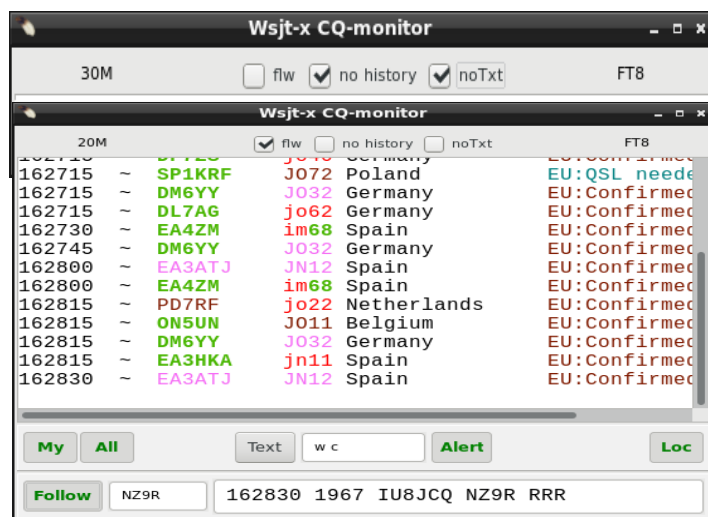 Wsjt-x CQ-monitor
30M flw no history noTxt FT8
Wsjt-x CQ-monitor
20M flw no history noTxt FT8
162715 Germany EU:Confirmed
162715 ~ SP1KRF JO72 Poland EU:QSL neede
162715 ~ DM6YY JO32 Germany EU:Confirmed
162715 ~ DL7AG jo62 Germany EU:Confirmed
162730 ~ EA4ZM im68 Spain EU:Confirmed
162745 ~ DM6YY JO32 Germany EU:Confirmed
162800 ~ EA3ATJ JN12 Spain EU:Confirmed
162800 ~ EA4ZM im68 Spain EU:Confirmed
162815 ~ PD7RF jo22 Netherlands EU:Confirmed
162815 ~ ON5UN JO11 Belgium EU:Confirmed
162815 ~ DM6YY JO32 Germany EU:Confirmed
162815 ~ EA3HKA jn11 Spain EU:Confirmed
162830 ~ EA3ATJ JN12 Spain EU:Confirmed
My All Text w c Alert Loc
Follow NZ9R 162830 1967 IU8JCQ NZ9R RRR